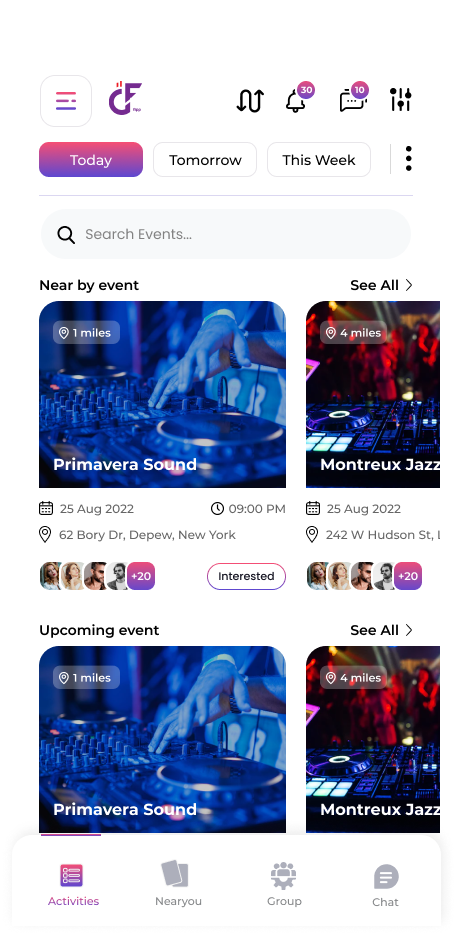 CF
App
30
10
Today
Tomorrow
This Week
Search Events...
Near by event
See All
1 miles
Primavera Sound
4 miles
Montreux Jazz
25 Aug 2022
09:00 PM
62 Bory Dr, Depew, New York
+20
Interested
25 Aug 2022
242 W Hudson St,
+20
Upcoming event
See All
1 miles
Primavera Sound
4 miles
Montreux Jazz
Activities
Nearyou
Group
Chat